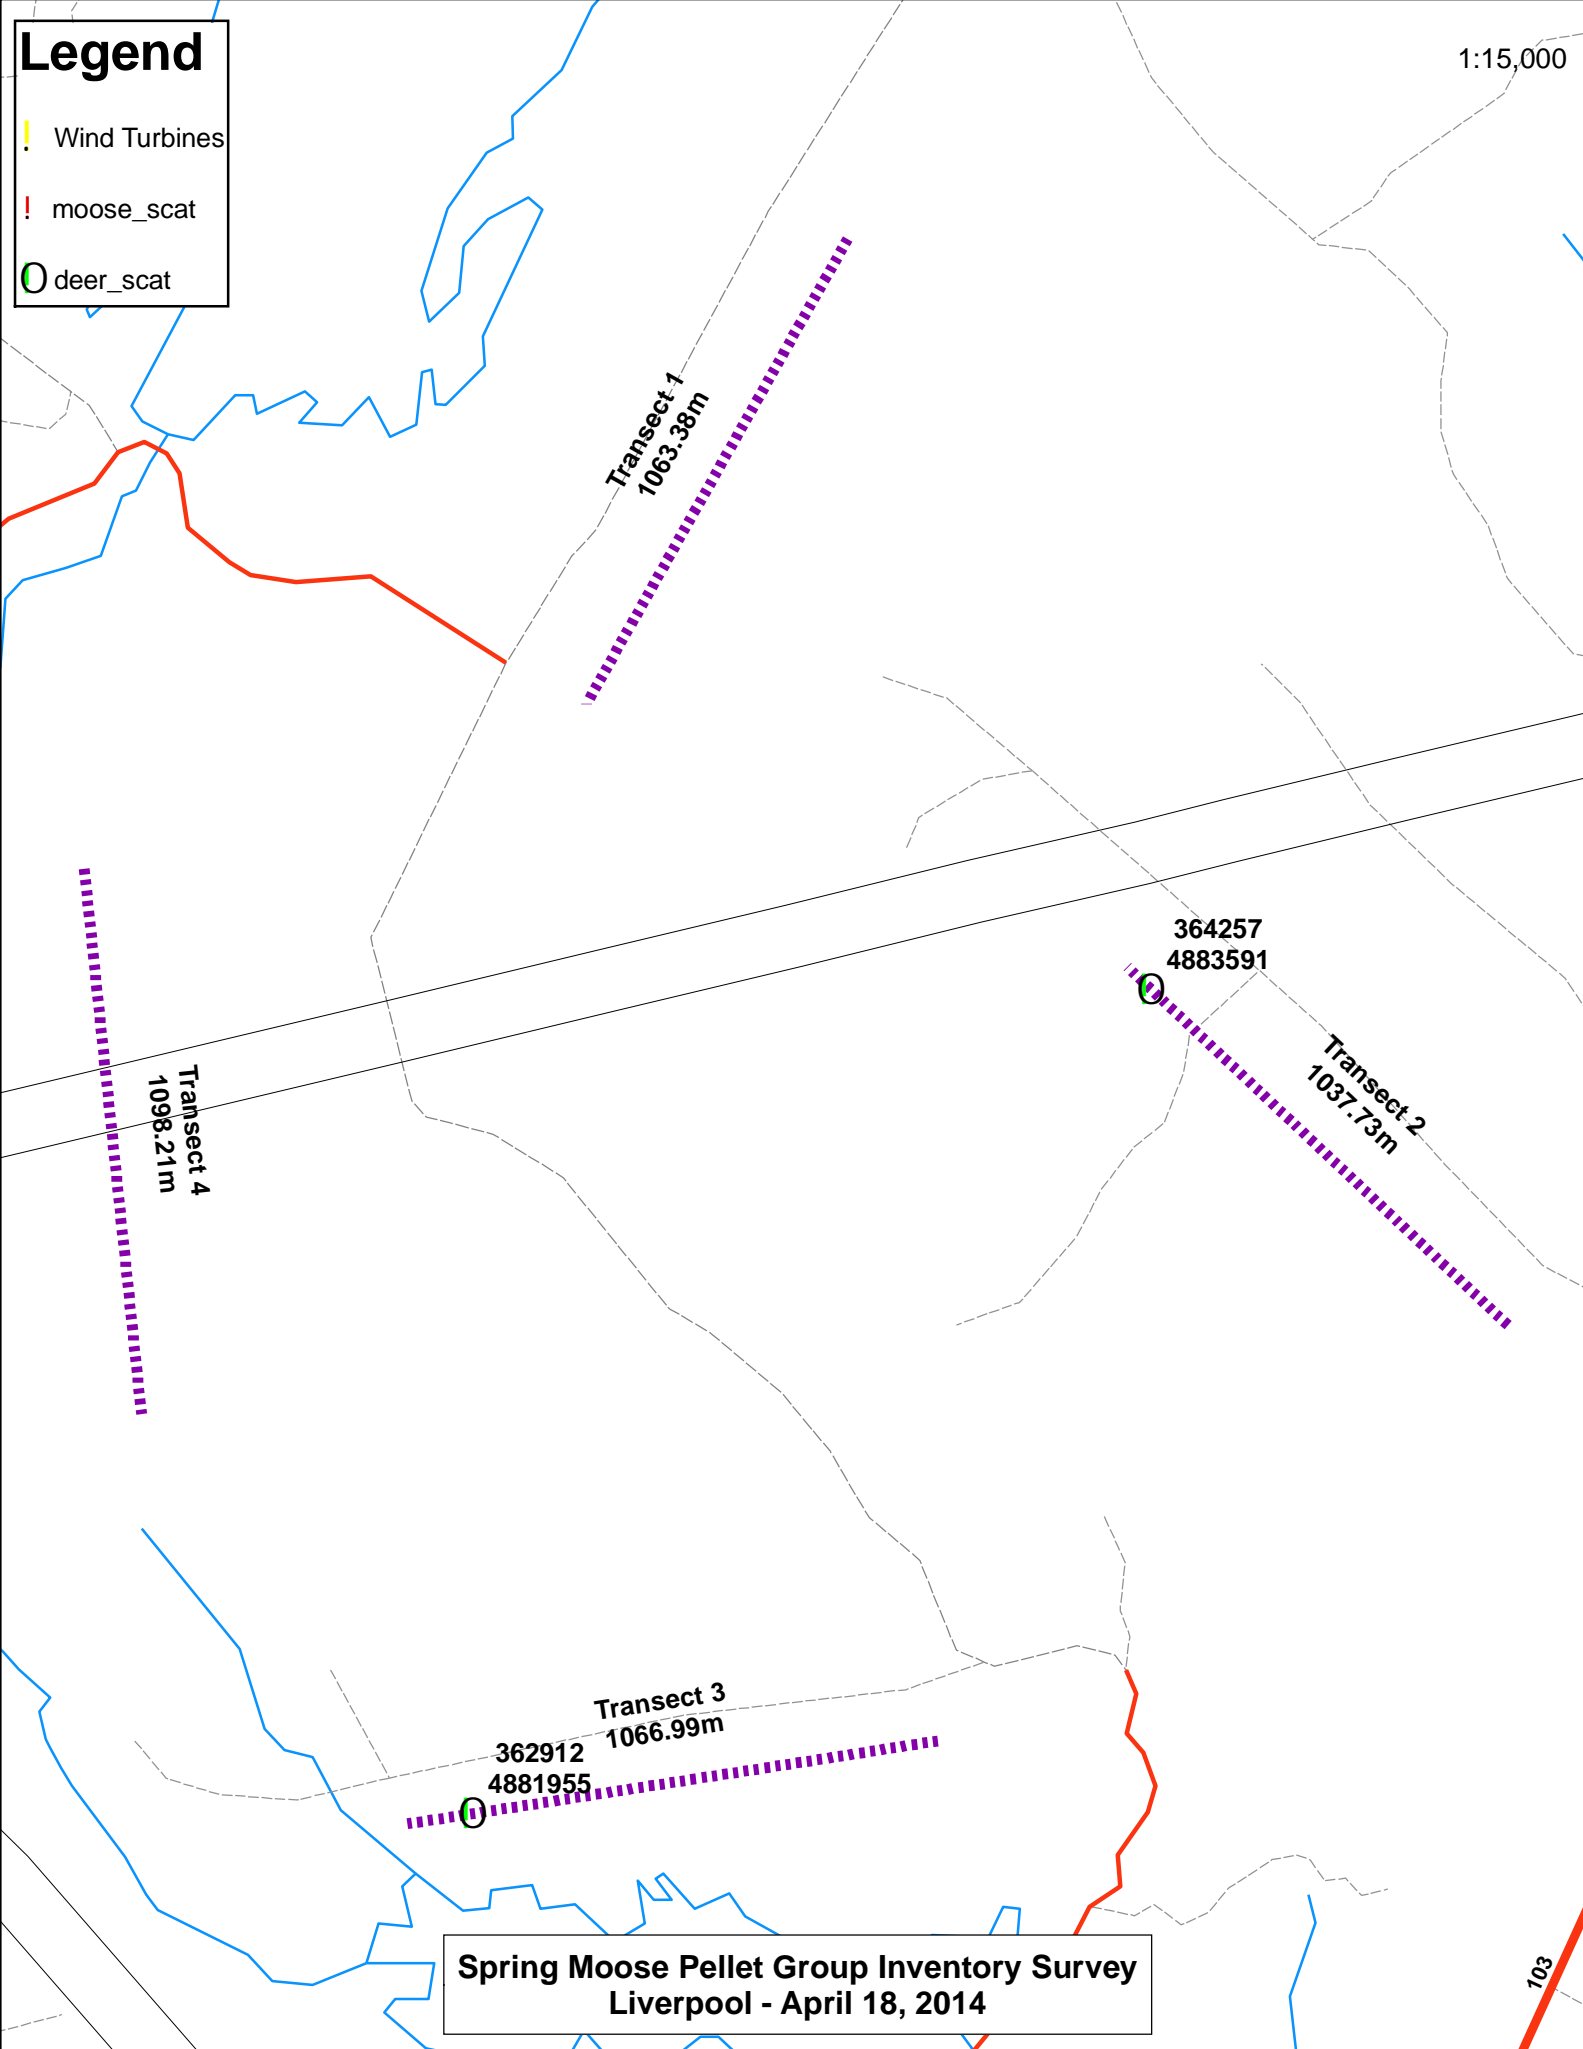 Legend
Wind Turbines
moose_scat
deer_scat
1:15,000
Transect 1
1063.38m
364257
4883591
Transect 2
1037.73m
Transect 4
1098.21m
Transect 3
1066.99m
362912
4881955
103
Spring Moose Pellet Group Inventory Survey
Liverpool - April 18, 2014